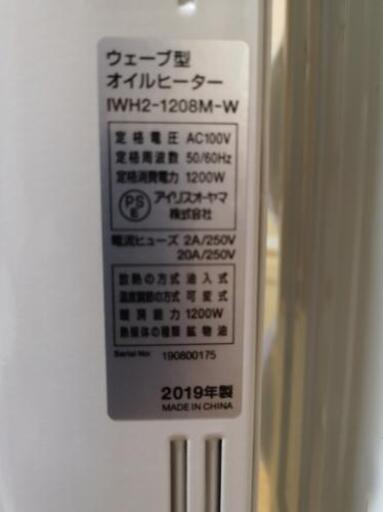 ウェーブ型
オイルヒーター
IWH2-1208M-W
定格電圧 AC100V
定格周波数 50/60Hz
定格消費電力 1200W
PS
E
アイリスオーヤマ
株式会社
電流ヒューズ 2A/250V
20A/250V
放熱の方式 油入式
温度調節の方式 可変式
暖房能力 1200W
熱媒体の種類 鉱物油
Serial No: 190800175
2019年製
MADE IN CHINA